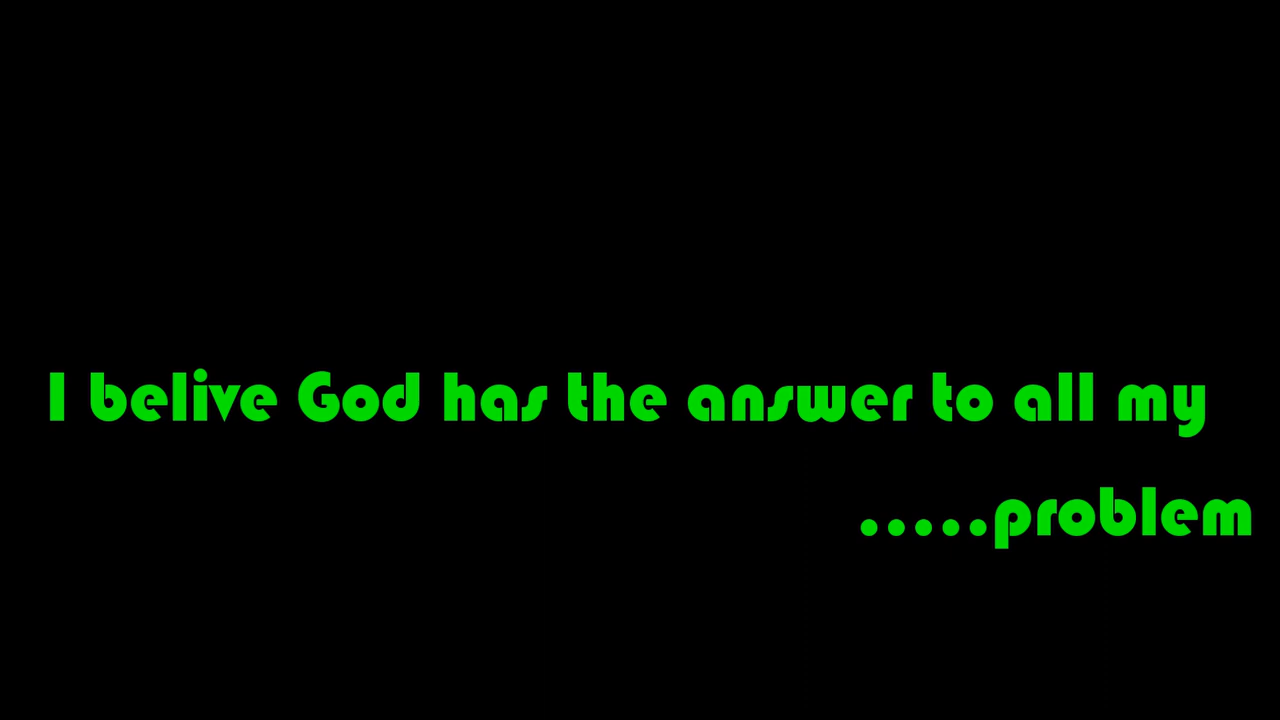 I belive God has the answer to all my
.....problem